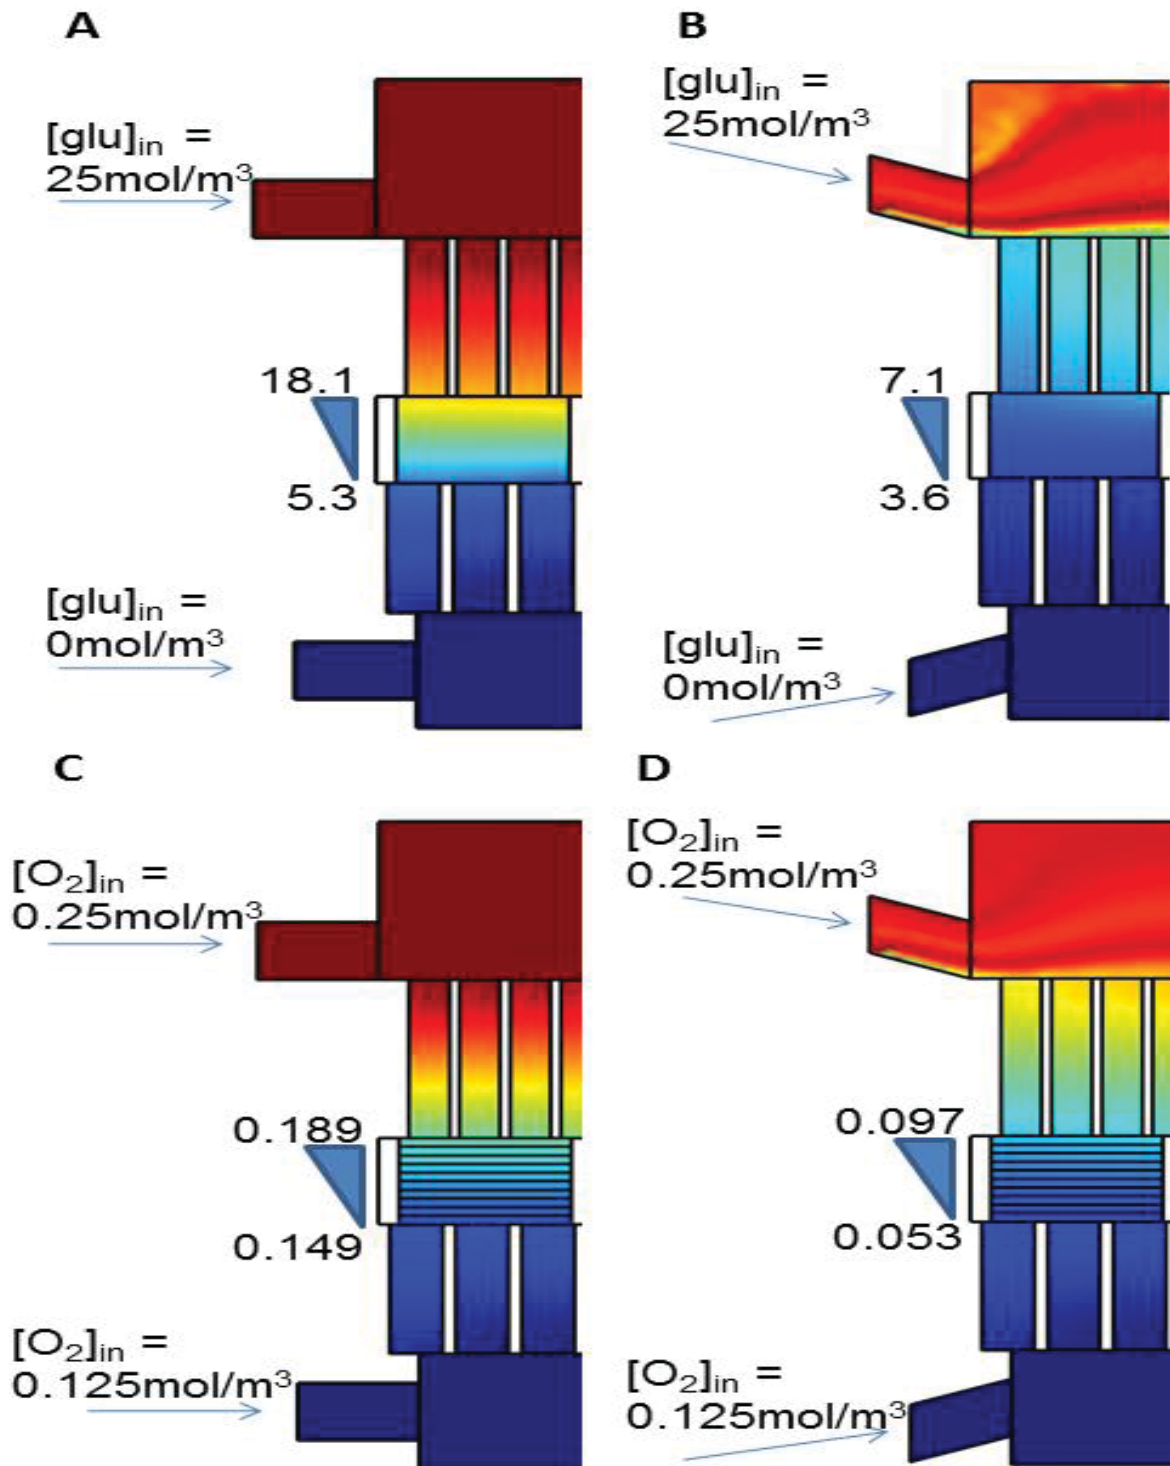 A
[glu]in =
25mol/m³
18.1
5.3
[glu]in =
0mol/m³
B
[glu]in =
25mol/m³
7.1
3.6
[glu]in =
0mol/m³
C
[O₂]in =
0.25mol/m³
0.189
0.149
[O₂]in =
0.125mol/m³
D
[O₂]in =
0.25mol/m³
0.097
0.053
[O₂]in =
0.125mol/m³